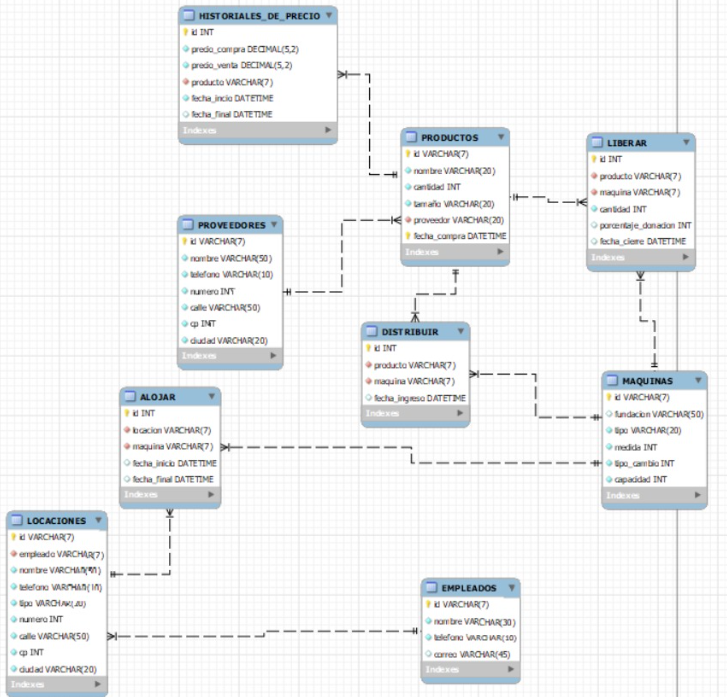 HISTORIALES_DE_PRECIO
id INT
precio_compra DECIMAL(5,2)
precio_venta DECIMAL(5,2)
producto VARCHAR(7)
fecha_incio DATETIME
fecha_final DATETIME
Indexes
PRODUCTOS
id VARCHAR(7)
nombre VARCHAR(20)
cantidad INT
tamaño VARCHAR(20)
proveedor VARCHAR(20)
fecha_compra DATETIME
Indexes
LIBERAR
id INT
producto VARCHAR(7)
maquina VARCHAR(7)
cantidad INT
porcentaje_donacion INT
fecha_cierre DATETIME
Indexes
PROVEEDORES
id VARCHAR(7)
nombre VARCHAR(50)
telefono VARCHAR(10)
numero INT
calle VARCHAR(50)
cp INT
ciudad VARCHAR(20)
Indexes
DISTRIBUIR
id INT
producto VARCHAR(7)
maquina VARCHAR(7)
fecha_ingreso DATETIME
Indexes
MAQUINAS
id VARCHAR(7)
fundacion VARCHAR(50)
tipo VARCHAR(20)
medida INT
tipo_cambio INT
capacidad INT
Indexes
ALOJAR
id INT
locacion VARCHAR(7)
maquina VARCHAR(7)
fecha_inicio DATETIME
fecha_final DATETIME
Indexes
LOCACIONES
id VARCHAR(7)
empleado VARCHAR(7)
nombre VARCHAR(50)
telefono VARCHAR(10)
tipo VARCHAR(20)
numero INT
calle VARCHAR(50)
cp INT
ciudad VARCHAR(20)
Indexes
EMPLEADOS
id VARCHAR(7)
nombre VARCHAR(30)
telefono VARCHAR(10)
correo VARCHAR(45)
Indexes